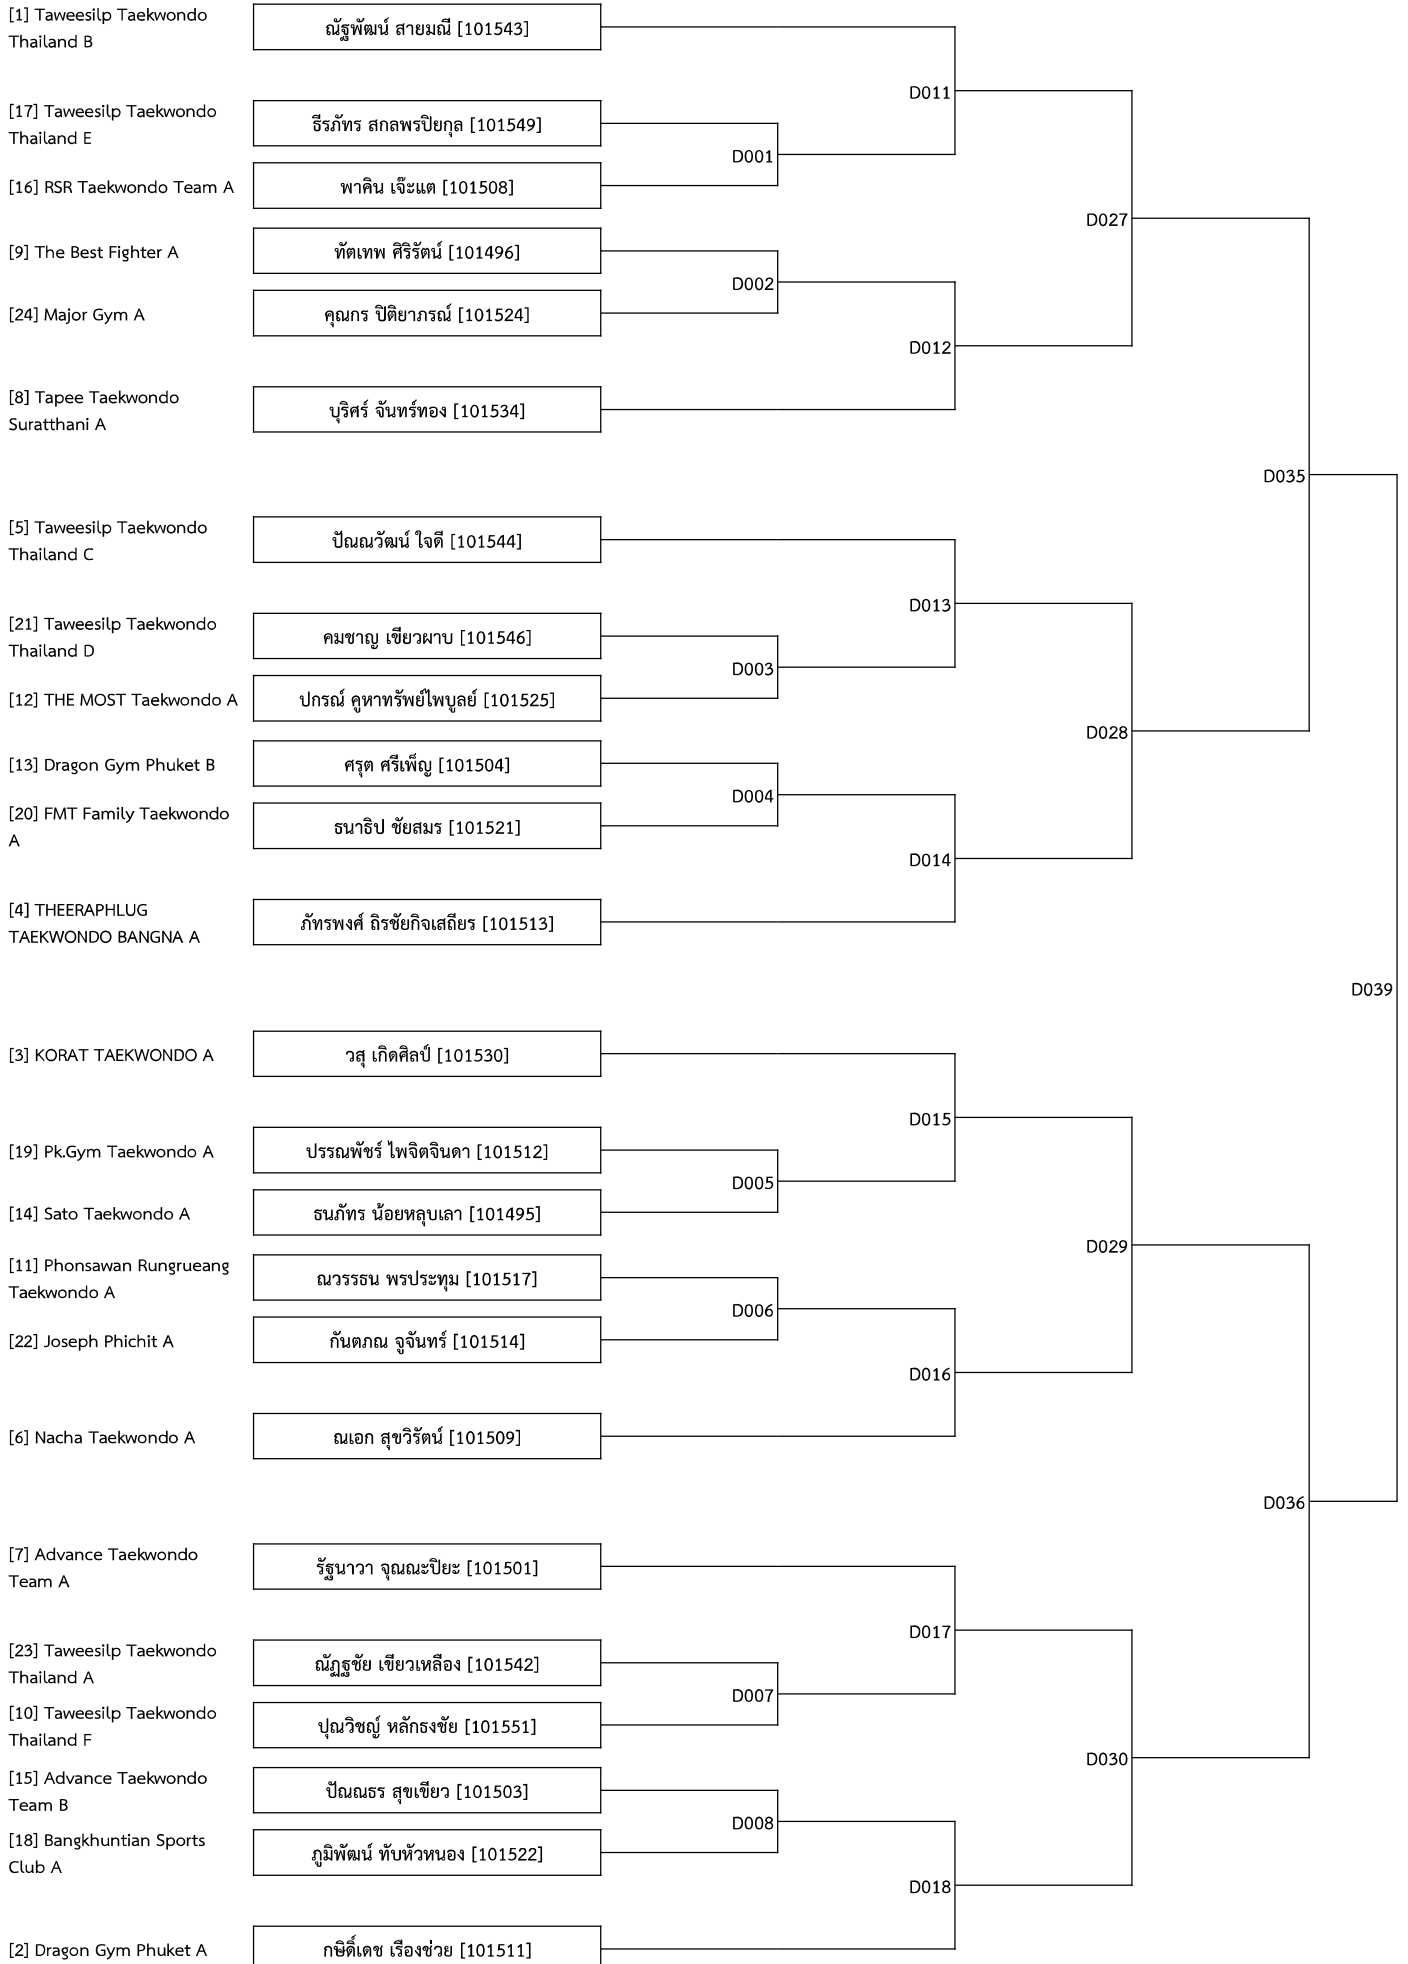 [1] Taweesilp Taekwondo
Thailand B
ณัฐพัฒน์ สายมณี [101543]
D011
[17] Taweesilp Taekwondo
Thailand E
ธีรภัทร สกลพรปิยกุล [101549]
D001
[16] RSR Taekwondo Team A
พาคิน เจ๊ะแต [101508]
D027
[9] The Best Fighter A
ทัตเทพ ศิริรัตน์ [101496]
D002
[24] Major Gym A
คุณกร ปิติยาภรณ์ [101524]
D012
[8] Tapee Taekwondo
Suratthani A
บุริศร์ จันทร์ทอง [101534]
D035
[5] Taweesilp Taekwondo
Thailand C
ปัณณวัฒน์ ใจดี [101544]
D013
[21] Taweesilp Taekwondo
Thailand D
คมชาญ เขียวผาบ [101546]
D003
[12] THE MOST Taekwondo A
ปกรณ์ คูหาทรัพย์ไพบูลย์ [101525]
D028
[13] Dragon Gym Phuket B
ศรุต ศรีเพ็ญ [101504]
D004
[20] FMT Family Taekwondo
A
ธนาธิป ชัยสมร [101521]
D014
[4] THEERAPHLUG
TAEKWONDO BANGNA A
ภัทรพงศ์ ถิรชัยกิจเสถียร [101513]
D039
[3] KORAT TAEKWONDO A
วสุ เกิดศิลป์ [101530]
D015
[19] Pk.Gym Taekwondo A
ปรรณพัชร์ ไพจิตจินดา [101512]
D005
[14] Sato Taekwondo A
ธนภัทร น้อยหลุบเลา [101495]
D029
[11] Phonsawan Rungrueang
Taekwondo A
ณวรรธน พรประทุม [101517]
D006
[22] Joseph Phichit A
กันตภณ จูจันทร์ [101514]
D016
[6] Nacha Taekwondo A
ณเอก สุขวิรัตน์ [101509]
D036
[7] Advance Taekwondo
Team A
รัฐนาวา จุณณะปิยะ [101501]
D017
[23] Taweesilp Taekwondo
Thailand A
ณัฏฐชัย เขียวเหลือง [101542]
D007
[10] Taweesilp Taekwondo
Thailand F
ปุณวิชญ์ หลักธงชัย [101551]
D030
[15] Advance Taekwondo
Team B
ปัณณธร สุขเขียว [101503]
D008
[18] Bangkhuntian Sports
Club A
ภูมิพัฒน์ ทับหัวหนอง [101522]
D018
[2] Dragon Gym Phuket A
กษิดิ์เดช เรืองช่วย [101511]